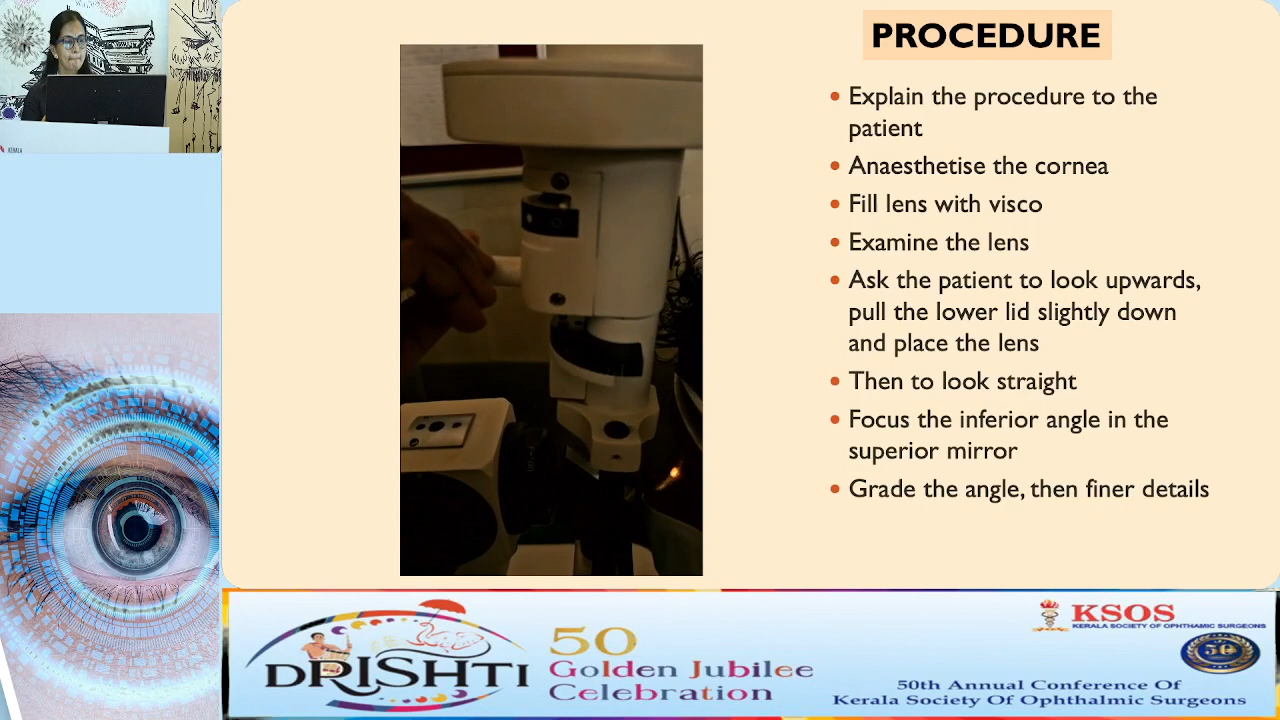 PROCEDURE
• Explain the procedure to the
patient
• Anaesthetise the cornea
• Fill lens with visco
• Examine the lens
• Ask the patient to look upwards,
pull the lower lid slightly down
and place the lens
• Then to look straight
• Focus the inferior angle in the
superior mirror
• Grade the angle, then finer details
KERALA
DRISHTI
50
Golden Jubilee
Celebration
KSOS
KERALA SOCIETY OF OPHTHAMIC SURGEONS
50
50th Annual Conference Of
Kerala Society Of Ophthalmic Surgeons